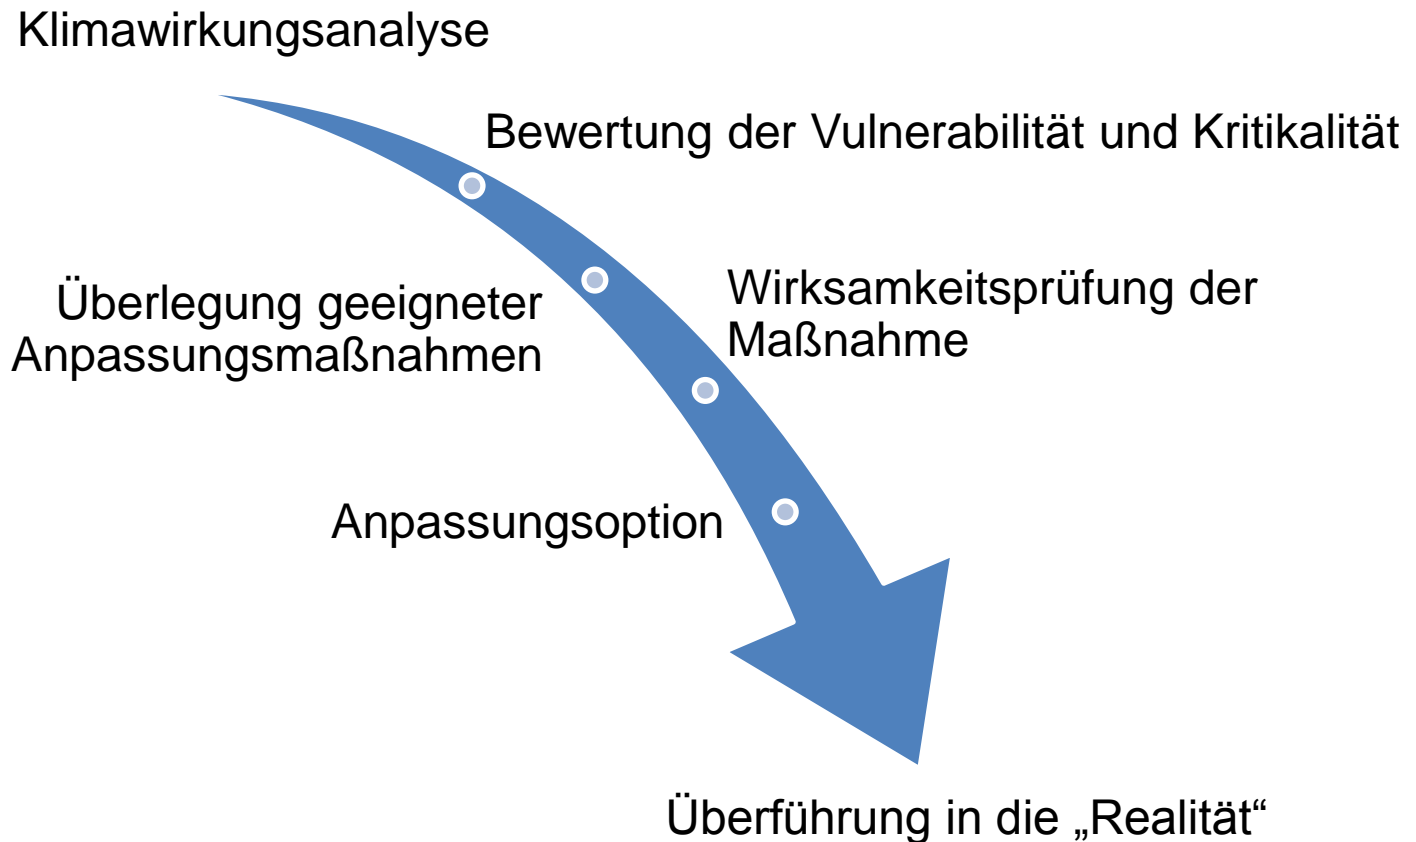 Klimawirkungsanalyse
Bewertung der Vulnerabilität und Kritikalität
Überlegung geeigneter
Anpassungsmaßnahmen
Wirksamkeitsprüfung der
Maßnahme
Anpassungsoption
Überführung in die „Realität“